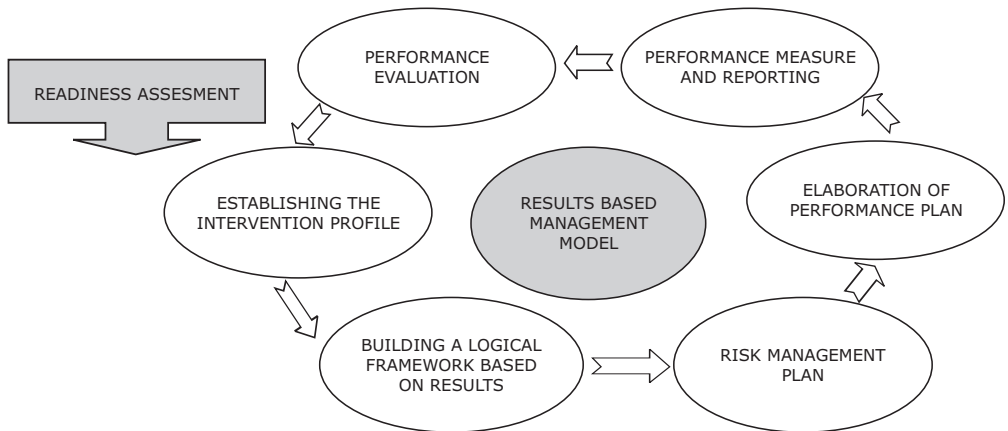 PERFORMANCE
EVALUATION
PERFORMANCE MEASURE
AND REPORTING
READINESS ASSESMENT
ESTABLISHING THE
INTERVENTION PROFILE
RESULTS BASED
MANAGEMENT
MODEL
ELABORATION OF
PERFORMANCE PLAN
BUILDING A LOGICAL
FRAMEWORK BASED
ON RESULTS
RISK MANAGEMENT
PLAN